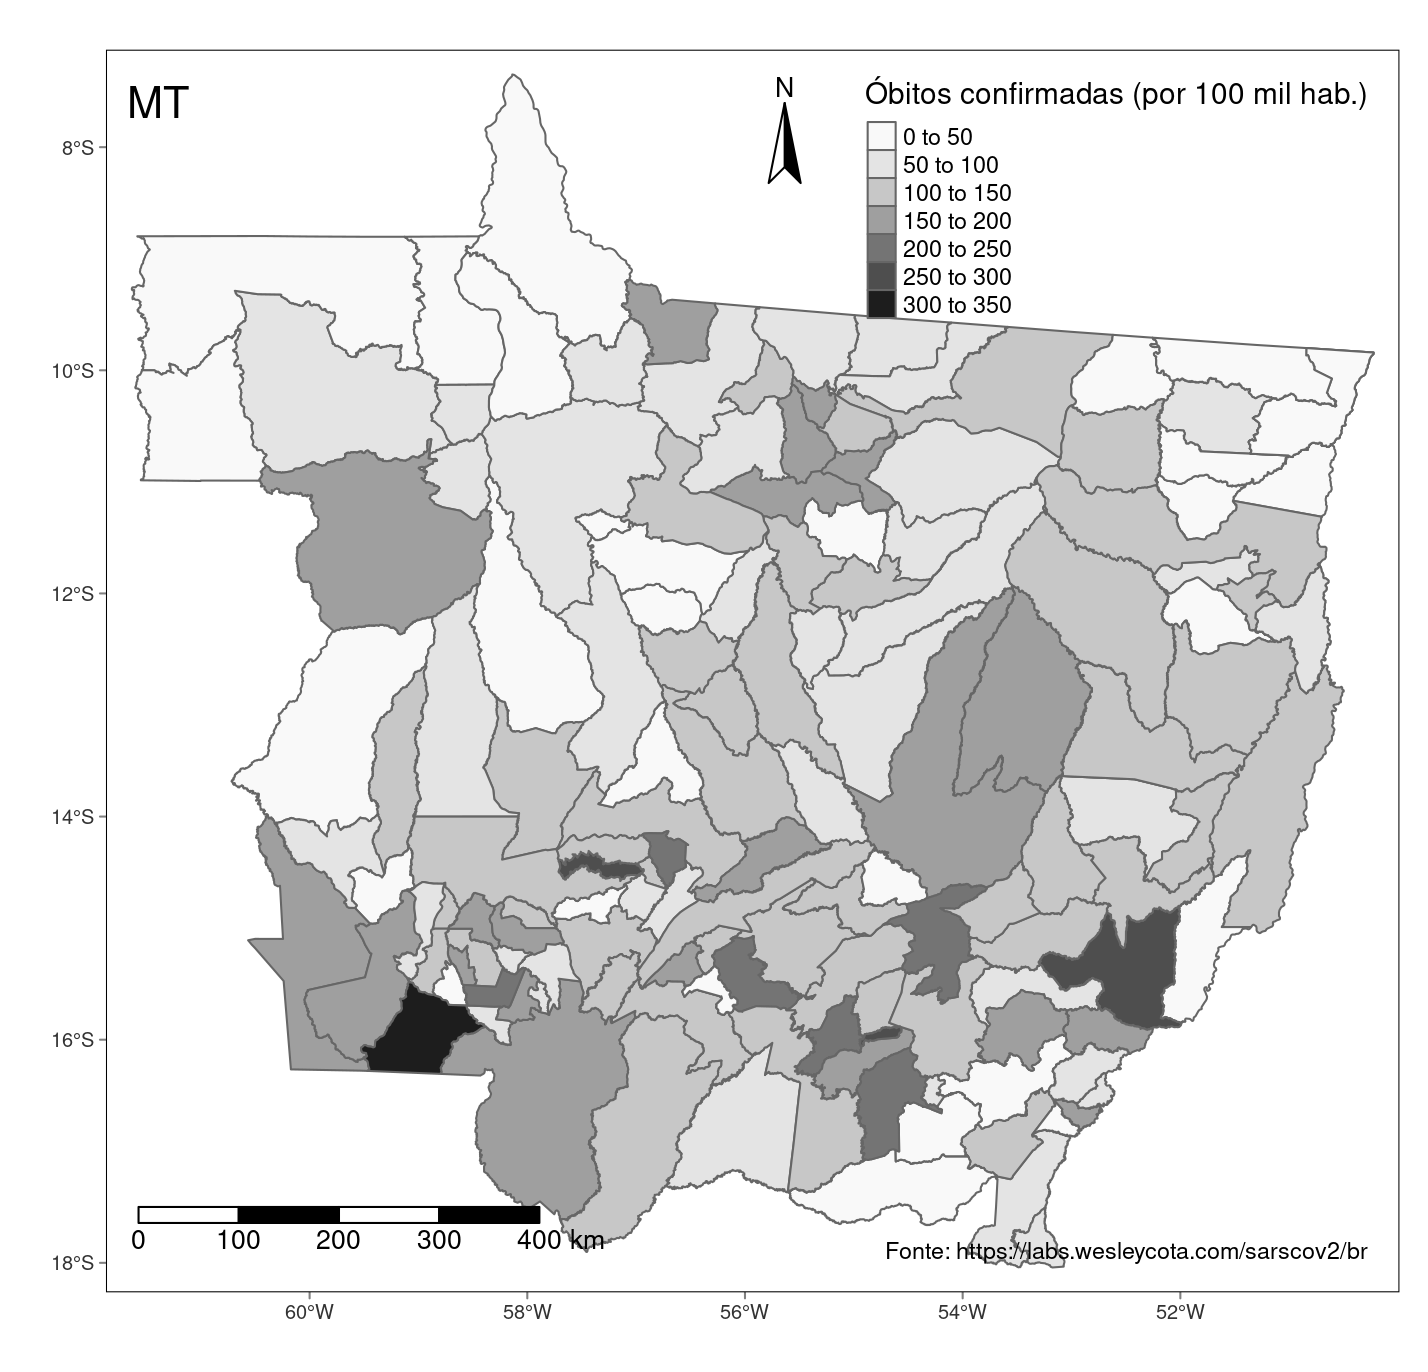 MT
N
Óbitos confirmadas (por 100 mil hab.)
0 to 50
50 to 100
100 to 150
150 to 200
200 to 250
250 to 300
300 to 350
8°S
10°S
12°S
14°S
16°S
18°S
0 100 200 300 400 km
Fonte: https://labs.wesleycota.com/sarscov2/br
60°W 58°W 56°W 54°W 52°W